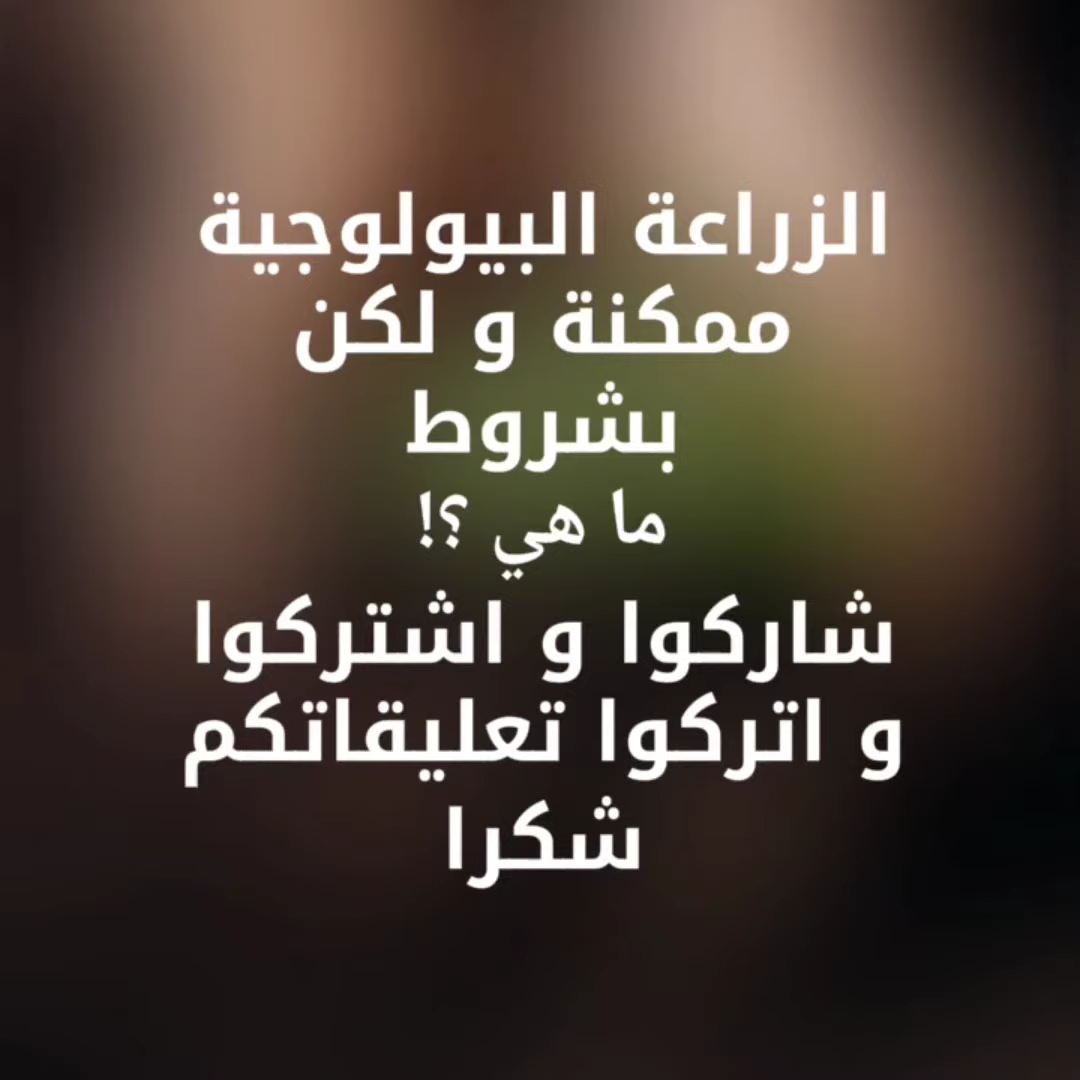 الزراعة البيولوجية
ممكنة و لكن
بشروط
ما هي ؟!
شاركوا و اشتركوا
و اتركوا تعليقاتكم
شكرا